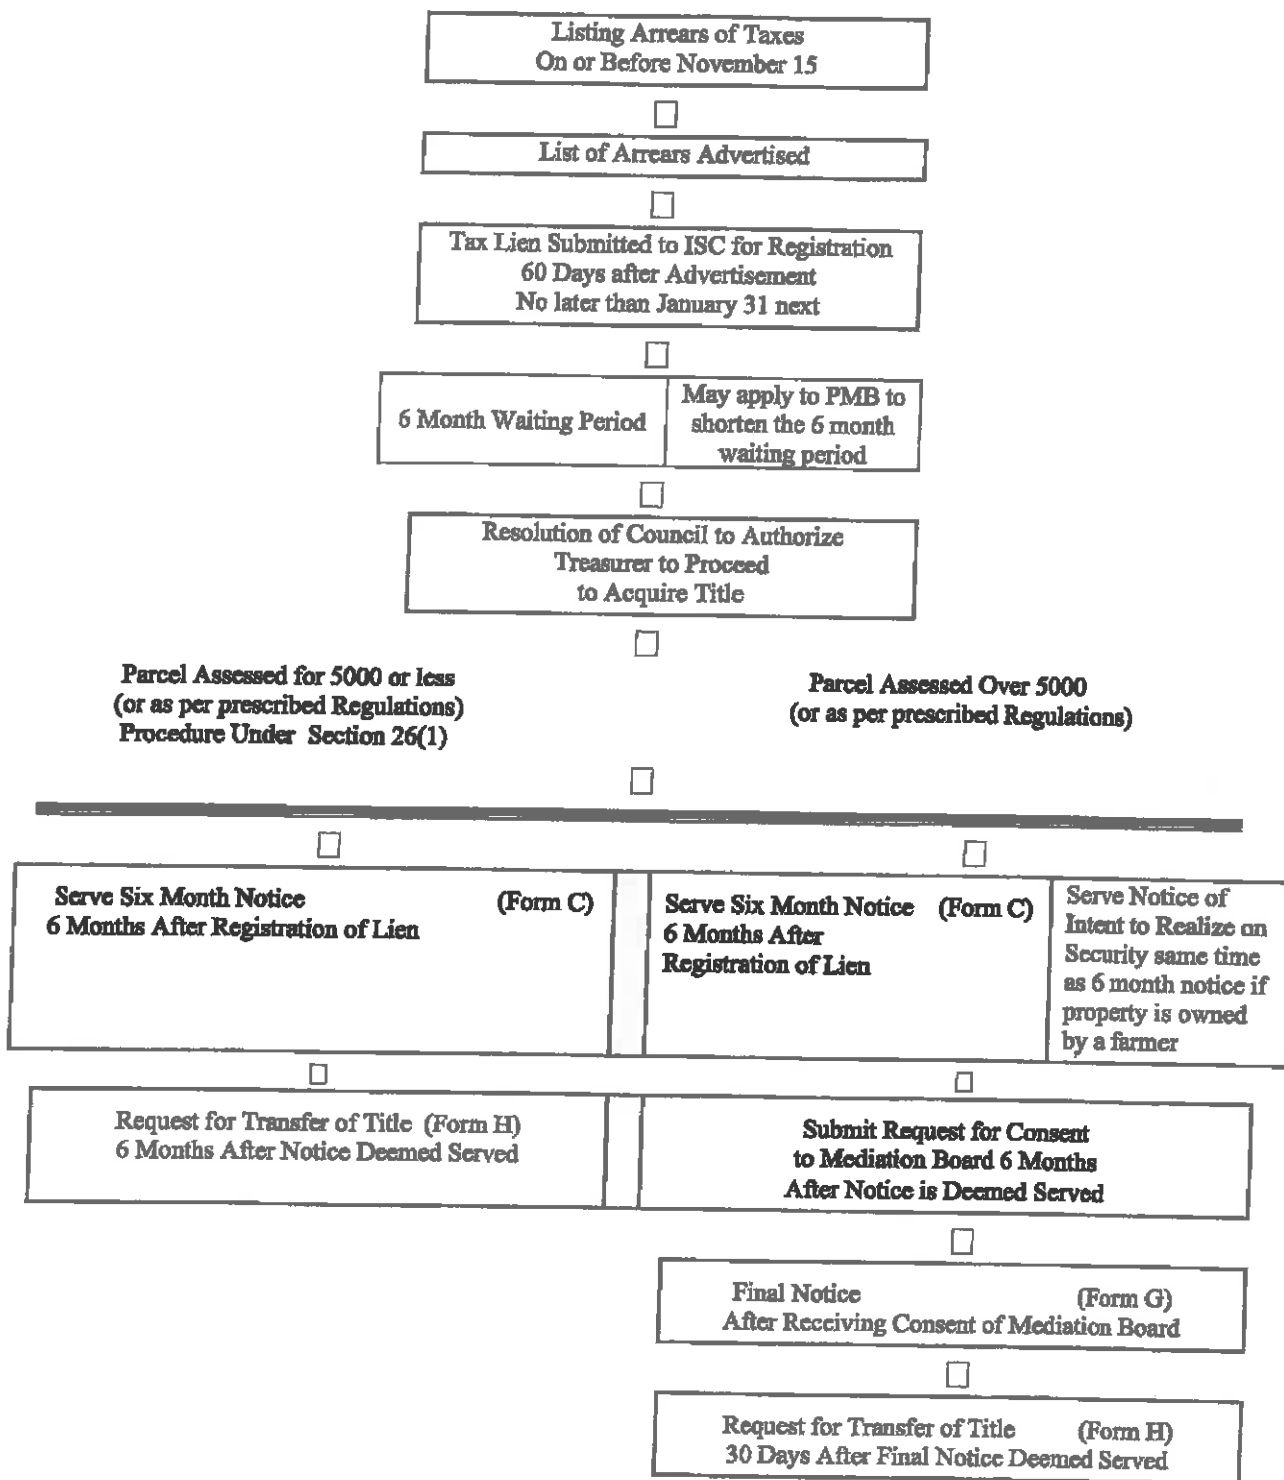 Listing Arrears of Taxes
On or Before November 15
List of Arrears Advertised
Tax Lien Submitted to ISC for Registration
60 Days after Advertisement
No later than January 31 next
6 Month Waiting Period
May apply to PMB to
shorten the 6 month
waiting period
Resolution of Council to Authorize
Treasurer to Proceed
to Acquire Title
Parcel Assessed for 5000 or less
(or as per prescribed Regulations)
Procedure Under Section 26(1)
Parcel Assessed Over 5000
(or as per prescribed Regulations)
Serve Six Month Notice (Form C)
6 Months After Registration of Lien
Serve Six Month Notice (Form C)
6 Months After
Registration of Lien
Serve Notice of
Intent to Realize on
Security same time
as 6 month notice if
property is owned
by a farmer
Request for Transfer of Title (Form H)
6 Months After Notice Deemed Served
Submit Request for Consent
to Mediation Board 6 Months
After Notice is Deemed Served
Final Notice (Form G)
After Receiving Consent of Mediation Board
Request for Transfer of Title (Form H)
30 Days After Final Notice Deemed Served